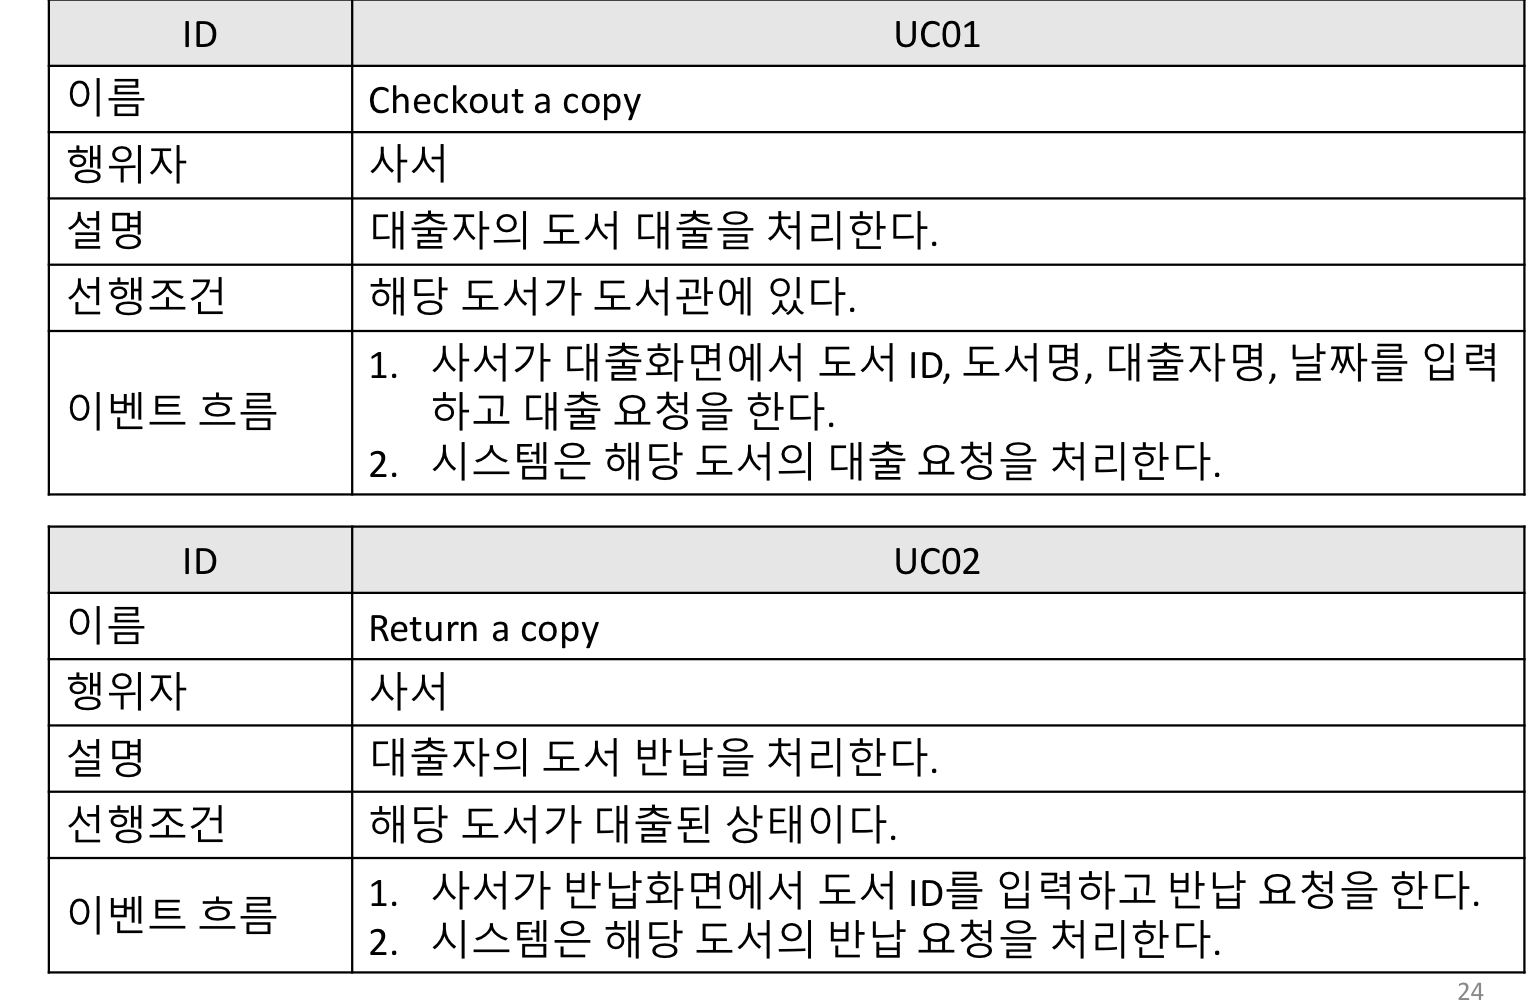 ID UC01
이름 Checkout a copy
행위자 사서
설명 대출자의 도서 대출을 처리한다.
선행조건 해당 도서가 도서관에 있다.
이벤트 흐름
1. 사서가 대출화면에서 도서 ID, 도서명, 대출자명, 날짜를 입력
하고 대출 요청을 한다.
2. 시스템은 해당 도서의 대출 요청을 처리한다.
ID UC02
이름 Return a copy
행위자 사서
설명 대출자의 도서 반납을 처리한다.
선행조건 해당 도서가 대출된 상태이다.
이벤트 흐름
1. 사서가 반납화면에서 도서 ID를 입력하고 반납 요청을 한다.
2. 시스템은 해당 도서의 반납 요청을 처리한다.
24